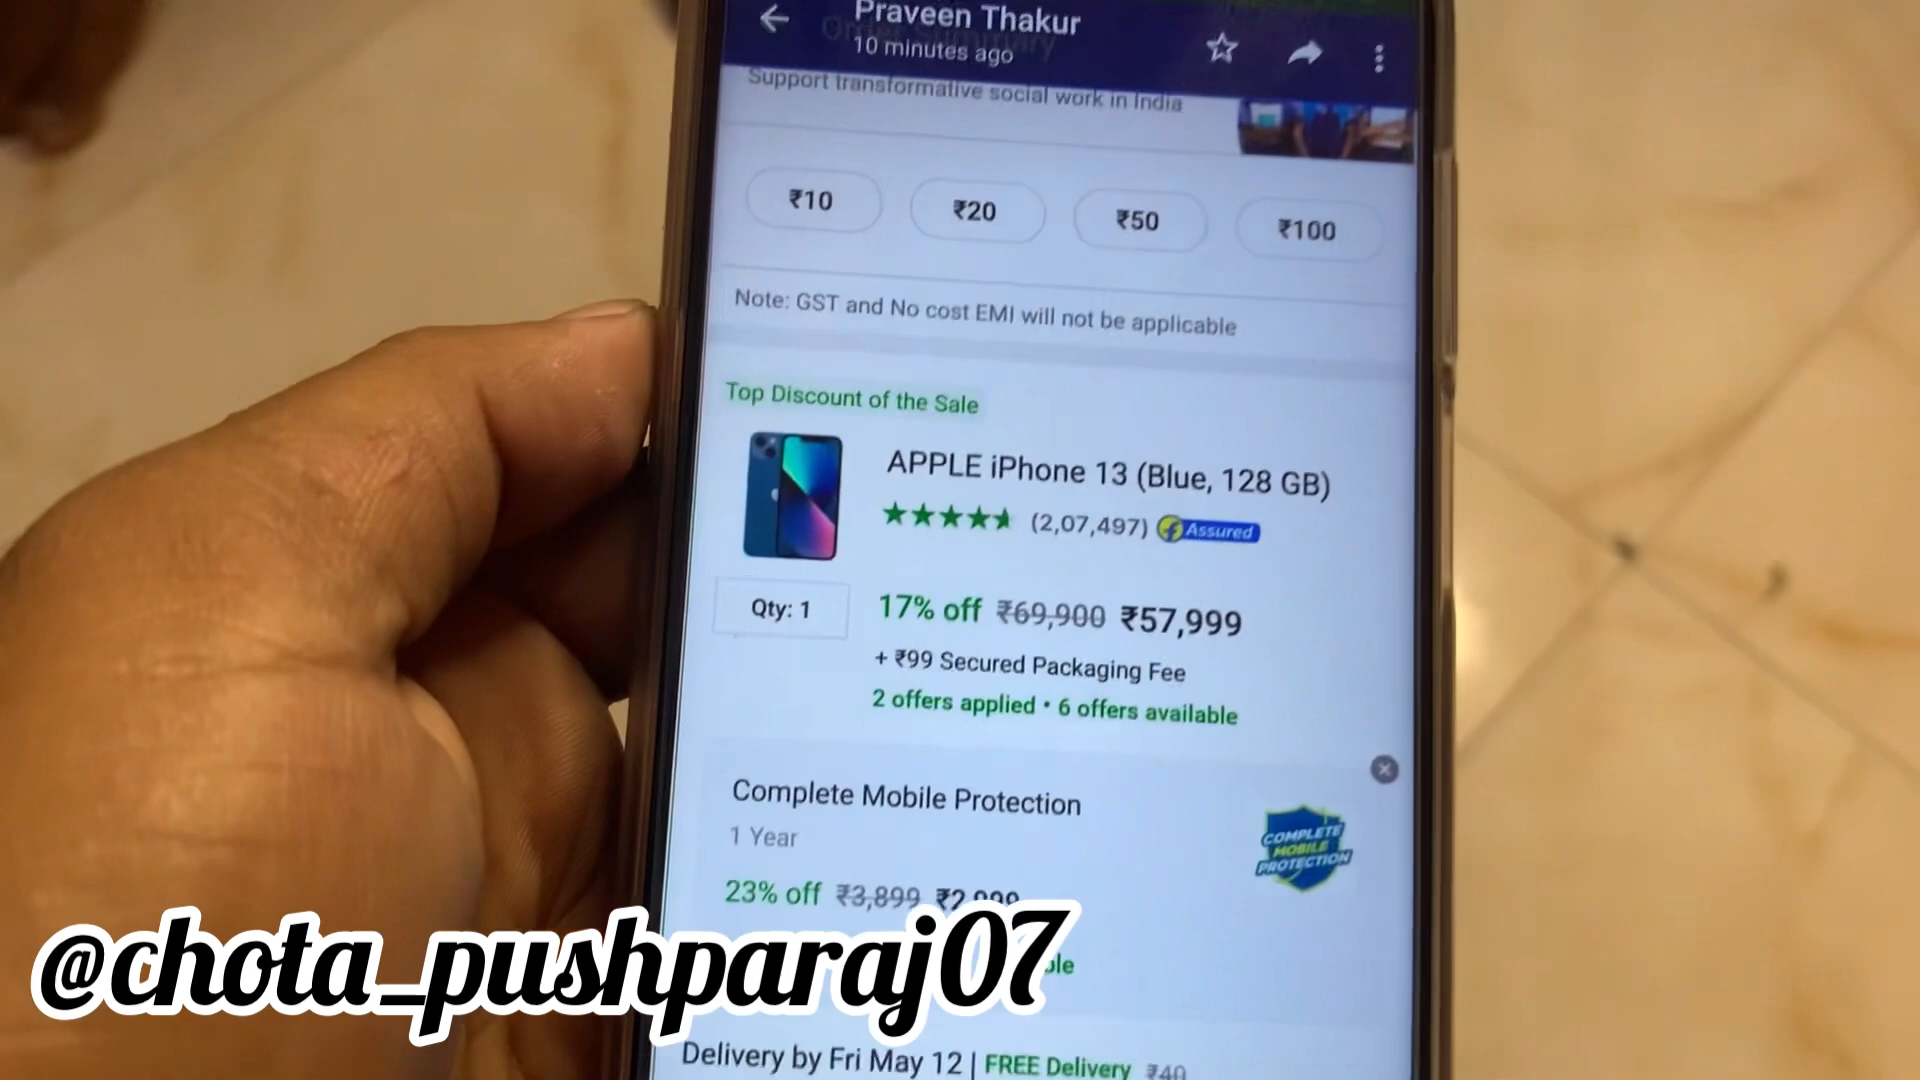 Praveen Thakur
10 minutes ago
Support transformative social work in India
₹10
₹20
₹50
₹100
Note: GST and No cost EMI will not be applicable
Top Discount of the Sale
APPLE iPhone 13 (Blue, 128 GB)
(2,07,497) Assured
Qty: 1
17% off ₹69,900 ₹57,999
+ ₹99 Secured Packaging Fee
2 offers applied • 6 offers available
Complete Mobile Protection
1 Year
COMPLETE
MOBILE
PROTECTION
23% off ₹3,899 ₹2,999
@chota_pushparaj07
Delivery by Fri May 12 | FREE Delivery ₹40